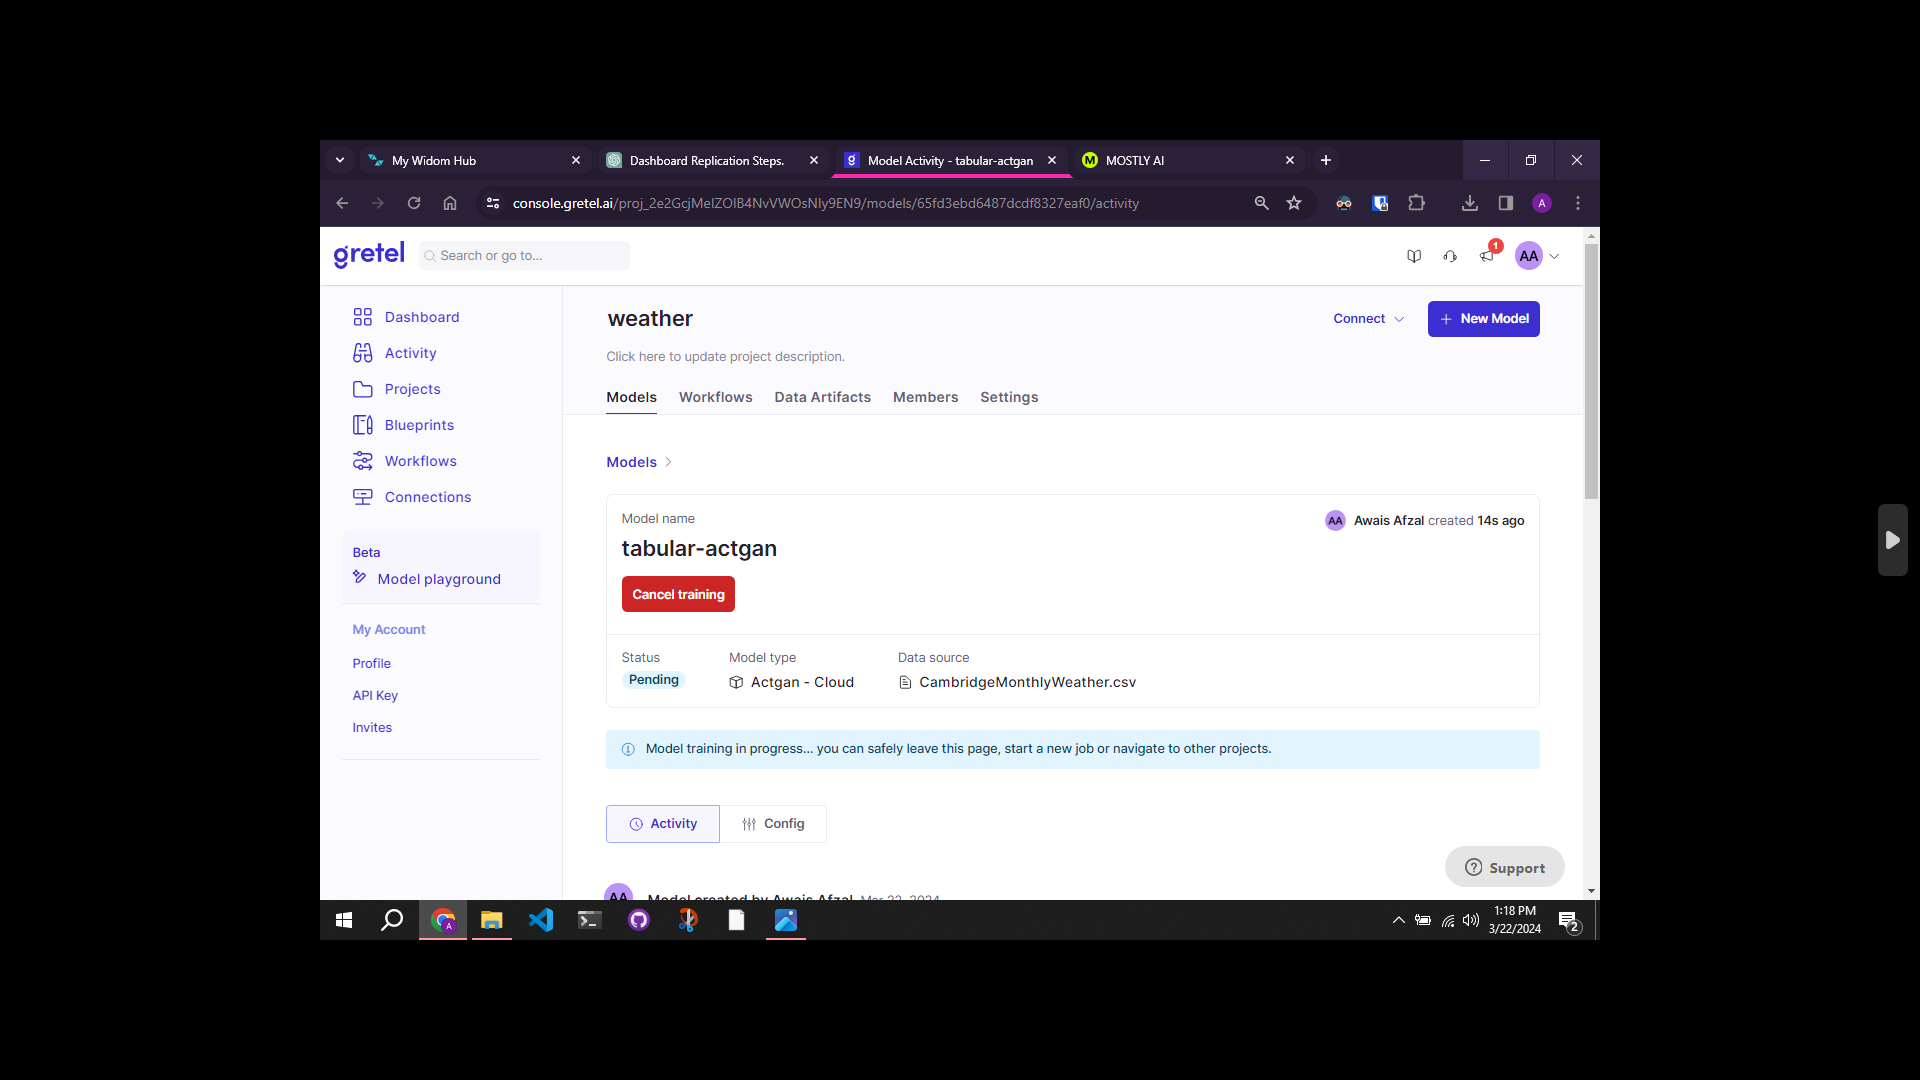 My Widom Hub
Dashboard Replication Steps.
Model Activity - tabular-actgan
MOSTLY AI
console.gretel.ai/proj_2e2GcjMeIZOIB4NvVWOsNIy9EN9/models/65fd3ebd6487dcdf8327eaf0/activity
A
gretel
Search or go to...
1
AA
Dashboard
Activity
Projects
Blueprints
Workflows
Connections
Beta
Model playground
My Account
Profile
API Key
Invites
weather
Connect
New Model
Click here to update project description.
Models Workflows Data Artifacts Members Settings
Models
Model name
AA Awais Afzal created 14s ago
tabular-actgan
Cancel training
Status Model type Data source
Pending Actgan - Cloud CambridgeMonthlyWeather.csv
Model training in progress... you can safely leave this page, start a new job or navigate to other projects.
Activity Config
Support
AA Model created by Awais Afzal Mar 22, 2024
1:18 PM
3/22/2024
2